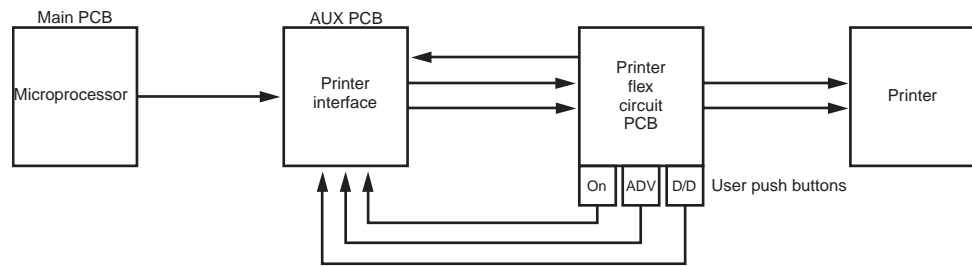 Main PCB
AUX PCB
Microprocessor
Printer
interface
Printer
flex
circuit
PCB
Printer
On
ADV
D/D
User push buttons